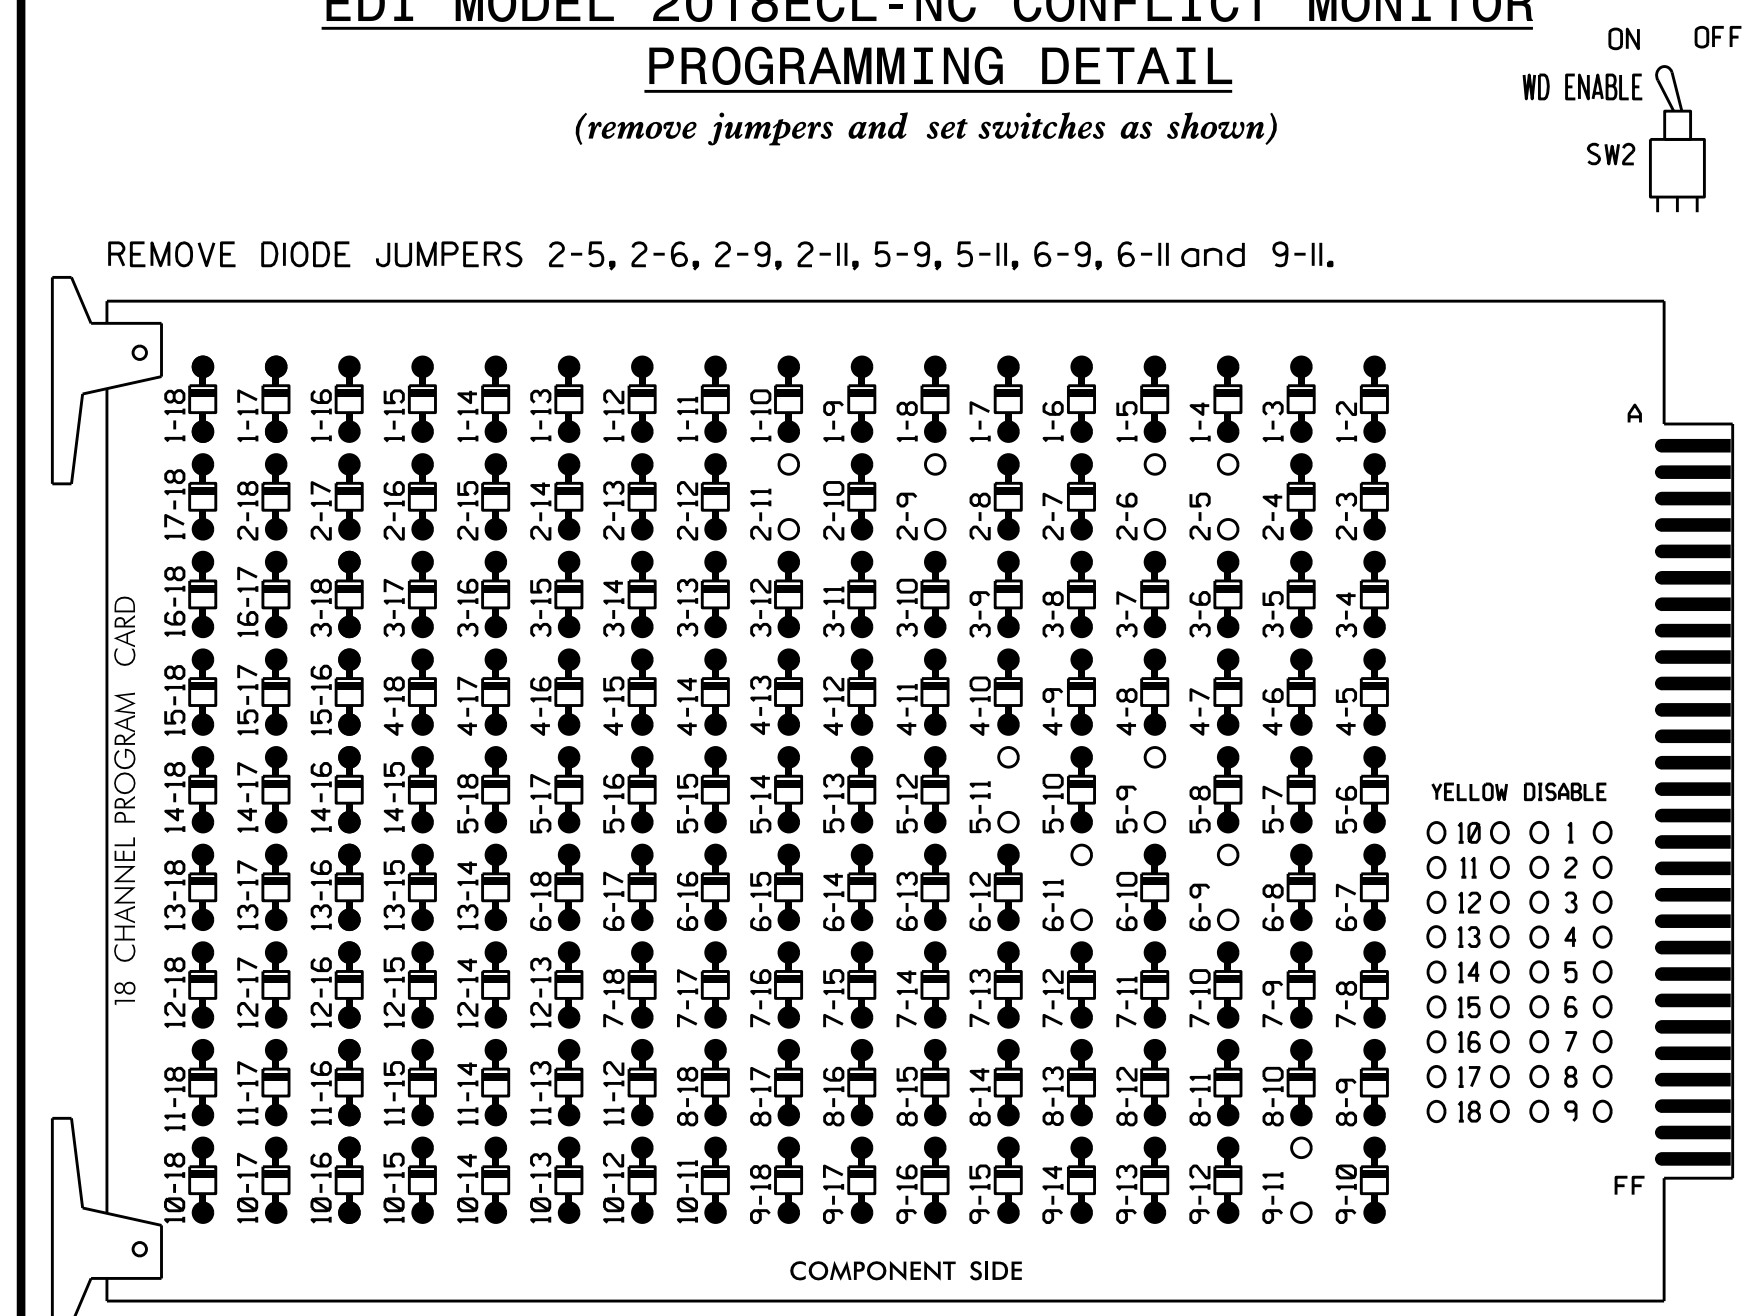 EDI MODEL 2018ECL-NC CONFLICT MONITOR
PROGRAMMING DETAIL
(remove jumpers and set switches as shown)
ON OFF
WD ENABLE
SW2
REMOVE DIODE JUMPERS 2-5, 2-6, 2-9, 2-11, 5-9, 5-11, 6-9, 6-11 and 9-11.
1-18 1-17 1-16 1-15 1-14 1-13 1-12 1-11 1-10 1-9 1-8 1-7 1-6 1-5 1-4 1-3 1-2
17-18 2-18 2-17 2-16 2-15 2-14 2-13 2-12 2-11 2-10 2-9 2-8 2-7 2-6 2-5 2-4 2-3
16-18 16-17 3-18 3-17 3-16 3-15 3-14 3-13 3-12 3-11 3-10 3-9 3-8 3-7 3-6 3-5 3-4
15-18 15-17 15-16 4-18 4-17 4-16 4-15 4-14 4-13 4-12 4-11 4-10 4-9 4-8 4-7 4-6 4-5
14-18 14-17 14-16 14-15 5-18 5-17 5-16 5-15 5-14 5-13 5-12 5-11 5-10 5-9 5-8 5-7 5-6
13-18 13-17 13-16 13-15 13-14 6-18 6-17 6-16 6-15 6-14 6-13 6-12 6-11 6-10 6-9 6-8 6-7
12-18 12-17 12-16 12-15 12-14 12-13 7-18 7-17 7-16 7-15 7-14 7-13 7-12 7-11 7-10 7-9 7-8
11-18 11-17 11-16 11-15 11-14 11-13 11-12 8-18 8-17 8-16 8-15 8-14 8-13 8-12 8-11 8-10 8-9
10-18 10-17 10-16 10-15 10-14 10-13 10-12 10-11 9-18 9-17 9-16 9-15 9-14 9-13 9-12 9-11 9-10
18 CHANNEL PROGRAM CARD
A
YELLOW DISABLE
10 1
11 2
12 3
13 4
14 5
15 6
16 7
17 8
18 9
FF
COMPONENT SIDE